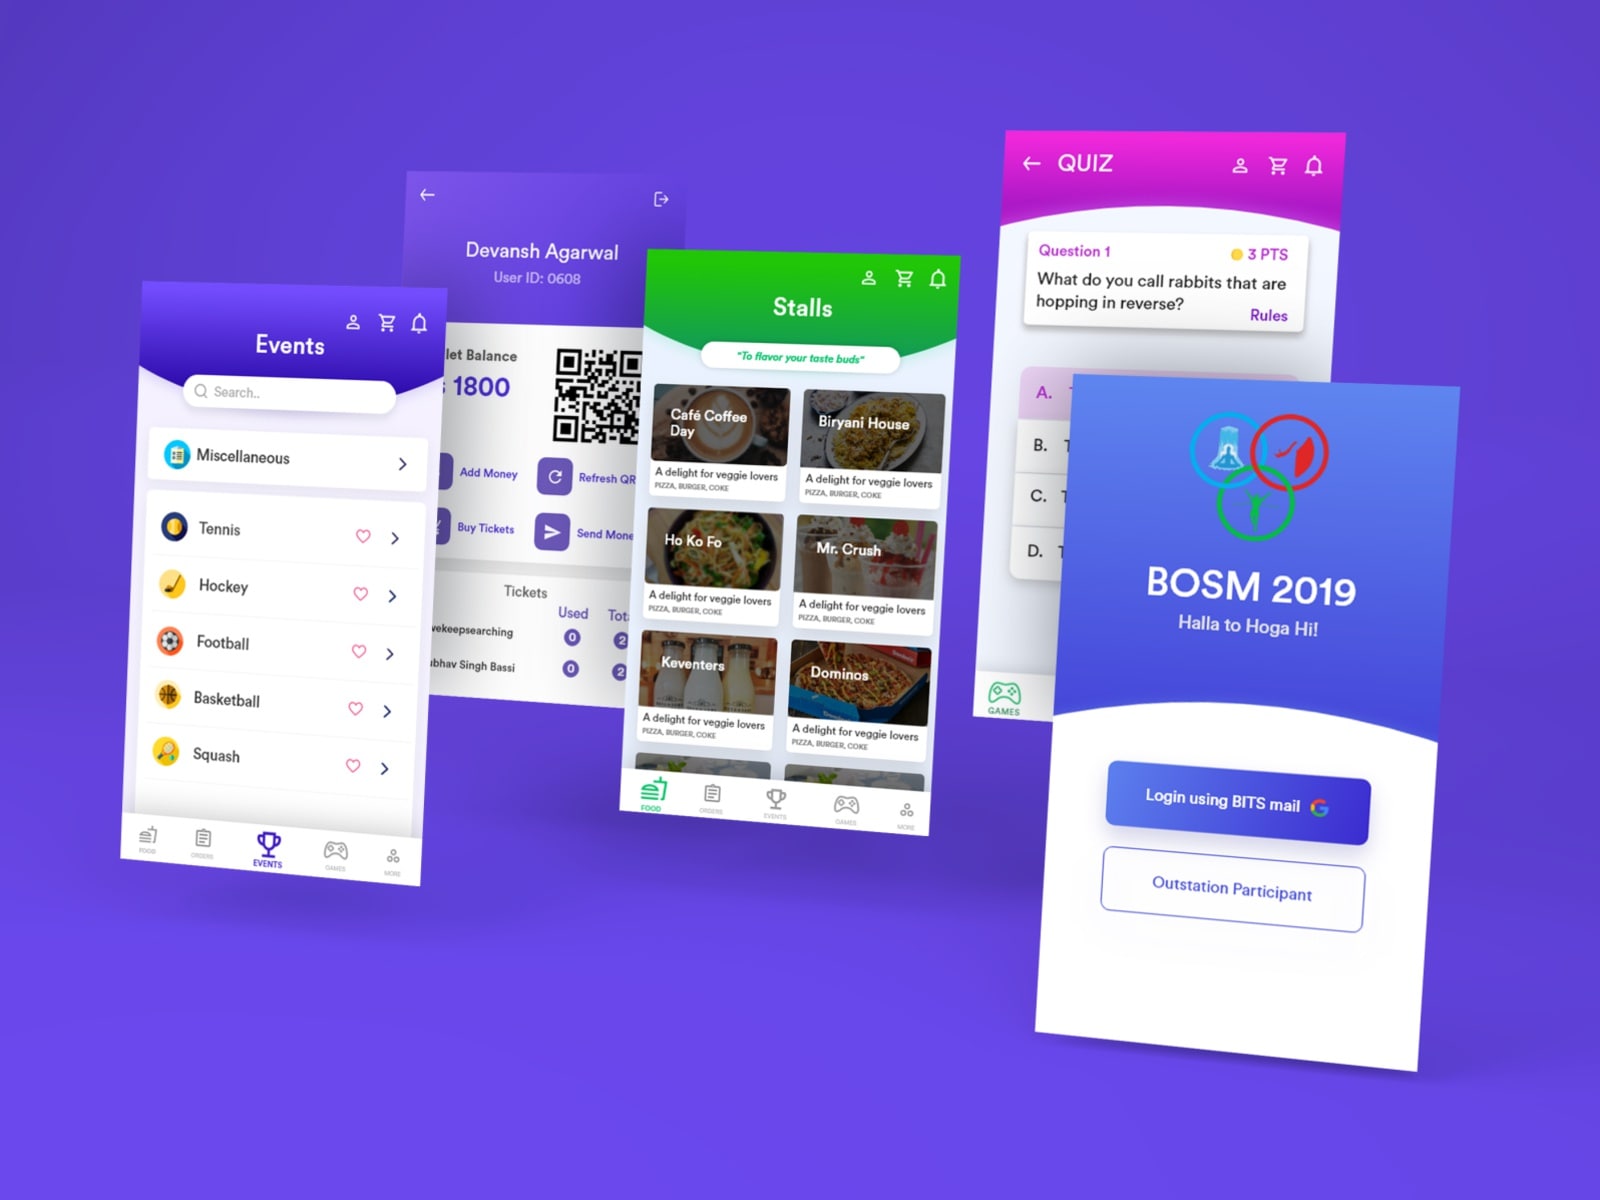 Events
Search..
Miscellaneous
Tennis
Hockey
Football
Basketball
Squash
FOOD
ORDERS
EVENTS
GAMES
MORE
Devansh Agarwal
User ID: 0608
let Balance
1800
Add Money
Refresh QR
Buy Tickets
Send Mone
Tickets
Used Tot
wekeepsearching 0 2
ubhav Singh Bassi 0 2
Stalls
"To flavor your taste buds"
Café Coffee
Day
A delight for veggie lovers
PIZZA, BURGER, COKE
Biryani House
A delight for veggie lovers
PIZZA, BURGER, COKE
Ho Ko Fo
A delight for veggie lovers
PIZZA, BURGER, COKE
Mr. Crush
A delight for veggie lovers
PIZZA, BURGER, COKE
Keventers
A delight for veggie lovers
PIZZA, BURGER, COKE
Dominos
A delight for veggie lovers
PIZZA, BURGER, COKE
FOOD
ORDERS
EVENTS
GAMES
MORE
QUIZ
Question 1
3 PTS
What do you call rabbits that are
hopping in reverse?
Rules
A.
B.
C.
D.
GAMES
BOSM 2019
Halla to Hoga Hi!
Login using BITS mail
Outstation Participant